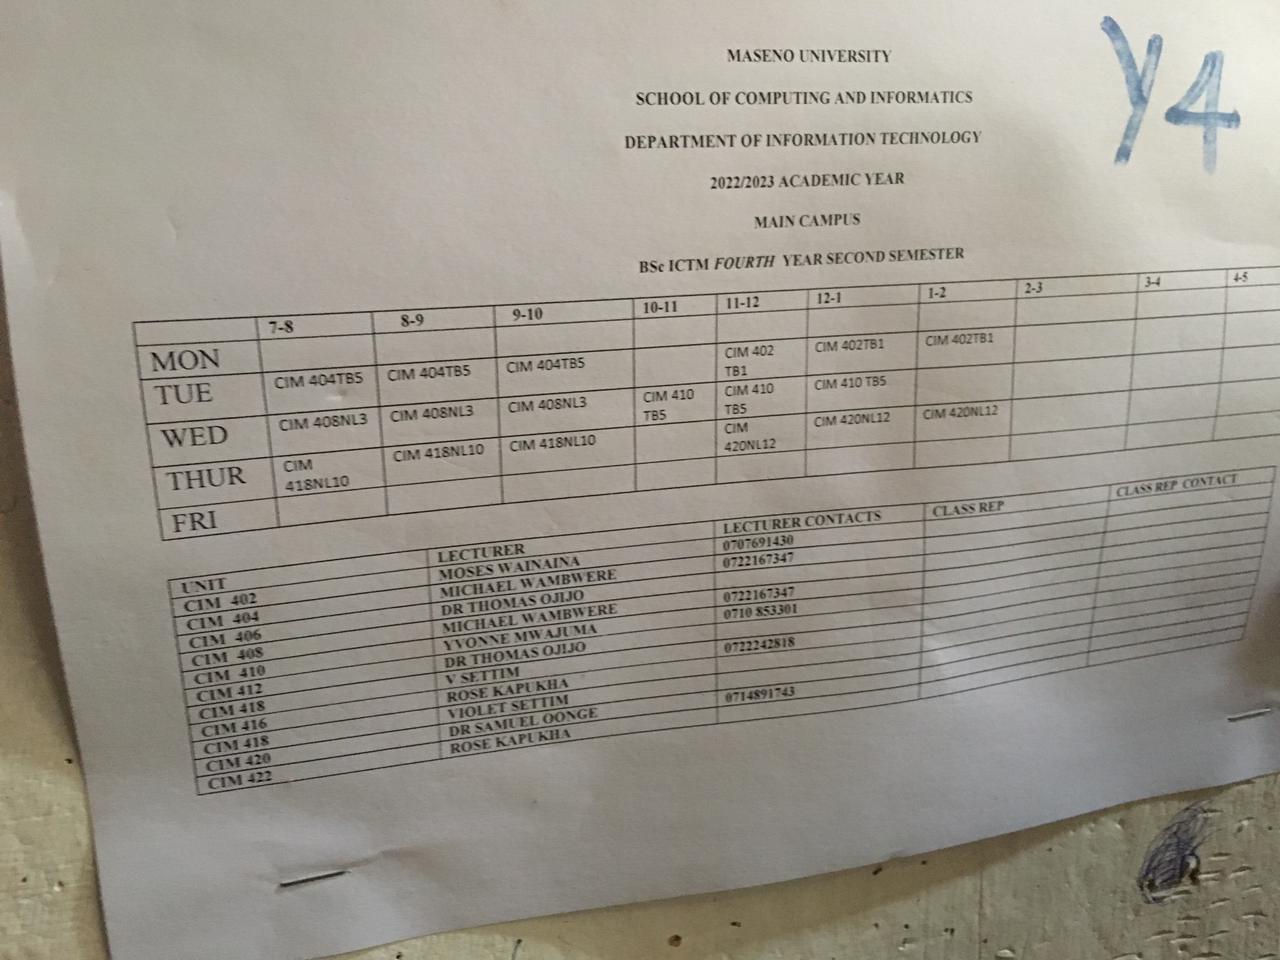 Y4
MASENO UNIVERSITY
SCHOOL OF COMPUTING AND INFORMATICS
DEPARTMENT OF INFORMATION TECHNOLOGY
2022/2023 ACADEMIC YEAR
MAIN CAMPUS
BSc ICTM FOURTH YEAR SECOND SEMESTER
7-8 8-9 9-10 10-11 11-12 12-1 1-2 2-3 3-4 4-5
MON
TUE CIM 404TB5 CIM 404TB5 CIM 404TB5 CIM 402 TB1 CIM 402TB1 CIM 402TB1
WED CIM 408NL3 CIM 408NL3 CIM 408NL3 CIM 410 TB5 CIM 410 TB5 CIM 410 TB5
THUR CIM 418NL10 CIM 418NL10 CIM 418NL10 CIM 420NL12 CIM 420NL12 CIM 420NL12
FRI
UNIT LECTURER LECTURER CONTACTS CLASS REP CLASS REP CONTACT
CIM 402 MOSES WAINAINA 0707691430
CIM 404 MICHAEL WAMBWERE 0722167347
CIM 406 DR THOMAS OJIJO
CIM 408 MICHAEL WAMBWERE 0722167347
CIM 410 YVONNE MWAJUMA 0710 853301
CIM 412 DR THOMAS OJIJO
CIM 418 V SETTIM 0722242818
CIM 416 ROSE KAPUKHA
CIM 418 VIOLET SETTIM
CIM 420 DR SAMUEL OONGE 0714891743
CIM 422 ROSE KAPUKHA